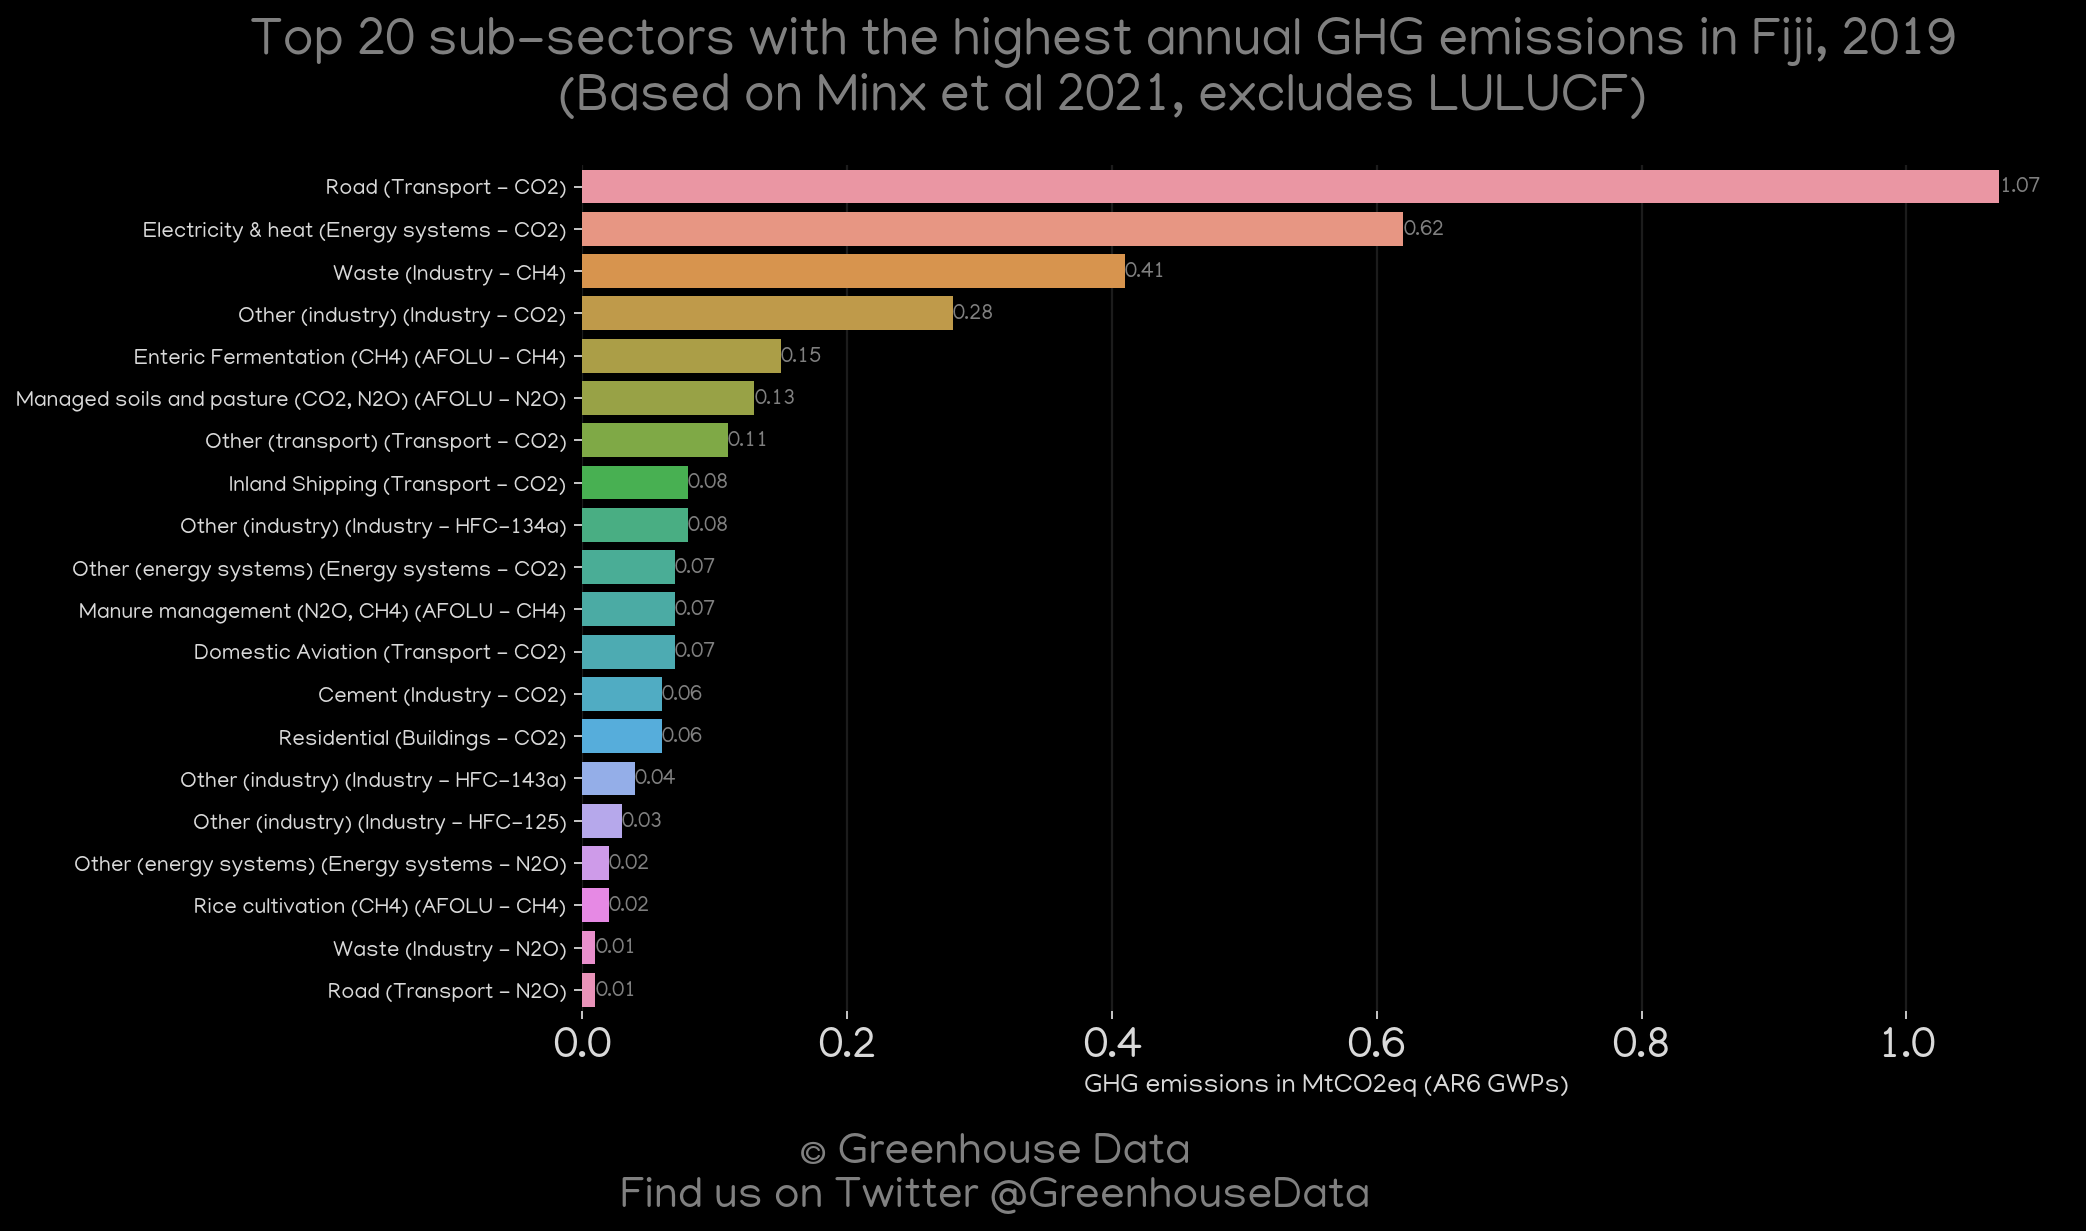 Top 20 sub-sectors with the highest annual GHG emissions in Fiji, 2019
(Based on Minx et al 2021, excludes LULUCF)
Road (Transport - CO2) 1.07
Electricity & heat (Energy systems - CO2) 0.62
Waste (Industry - CH4) 0.41
Other (industry) (Industry - CO2) 0.28
Enteric Fermentation (CH4) (AFOLU - CH4) 0.15
Managed soils and pasture (CO2, N2O) (AFOLU - N2O) 0.13
Other (transport) (Transport - CO2) 0.11
Inland Shipping (Transport - CO2) 0.08
Other (industry) (Industry - HFC-134a) 0.08
Other (energy systems) (Energy systems - CO2) 0.07
Manure management (N2O, CH4) (AFOLU - CH4) 0.07
Domestic Aviation (Transport - CO2) 0.07
Cement (Industry - CO2) 0.06
Residential (Buildings - CO2) 0.06
Other (industry) (Industry - HFC-143a) 0.04
Other (industry) (Industry - HFC-125) 0.03
Other (energy systems) (Energy systems - N2O) 0.02
Rice cultivation (CH4) (AFOLU - CH4) 0.02
Waste (Industry - N2O) 0.01
Road (Transport - N2O) 0.01
0.0 0.2 0.4 0.6 0.8 1.0
GHG emissions in MtCO2eq (AR6 GWPs)
© Greenhouse Data
Find us on Twitter @GreenhouseData